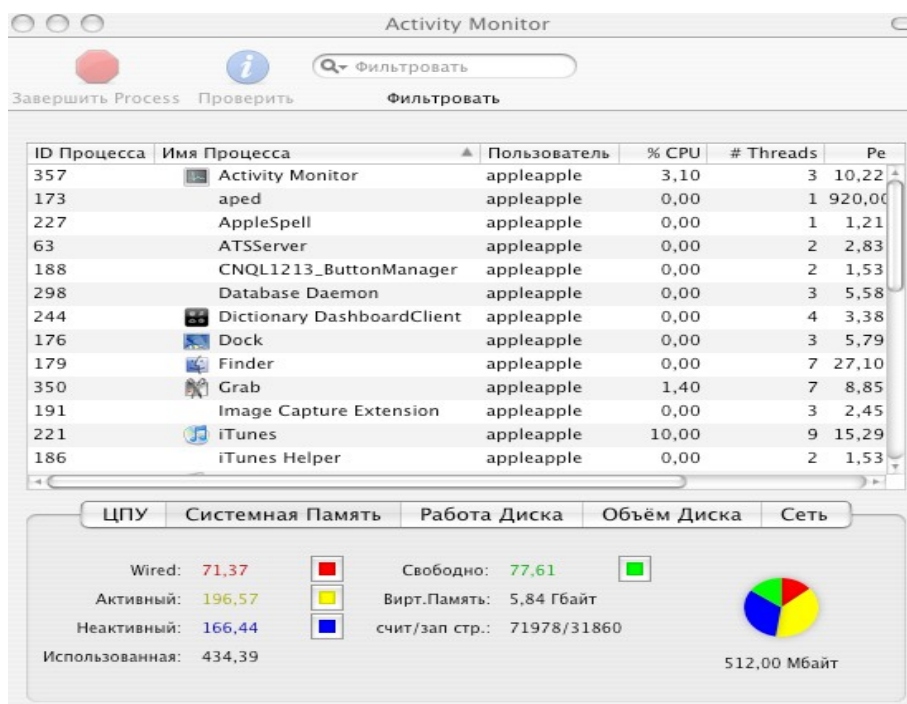 Activity Monitor
Завершить Process Проверить Фильтровать Фильтровать
ID Процесса Имя Процесса Пользователь % CPU # Threads Ре
357 Activity Monitor appleapple 3,10 3 10,22
173 aped appleapple 0,00 1 920,00
227 AppleSpell appleapple 0,00 1 1,21
63 ATSServer appleapple 0,00 2 2,83
188 CNQL1213_ButtonManager appleapple 0,00 2 1,53
298 Database Daemon appleapple 0,00 3 5,58
244 Dictionary DashboardClient appleapple 0,00 4 3,38
176 Dock appleapple 0,00 3 5,79
179 Finder appleapple 0,00 7 27,10
350 Grab appleapple 1,40 7 8,85
191 Image Capture Extension appleapple 0,00 3 2,45
221 iTunes appleapple 10,00 9 15,29
186 iTunes Helper appleapple 0,00 2 1,53
ЦПУ Системная Память Работа Диска Объём Диска Сеть
Wired: 71,37 Свободно: 77,61
Активный: 196,57 Вирт.Память: 5,84 Гбайт
Неактивный: 166,44 счит/зап стр.: 71978/31860
Использованная: 434,39
512,00 Мбайт